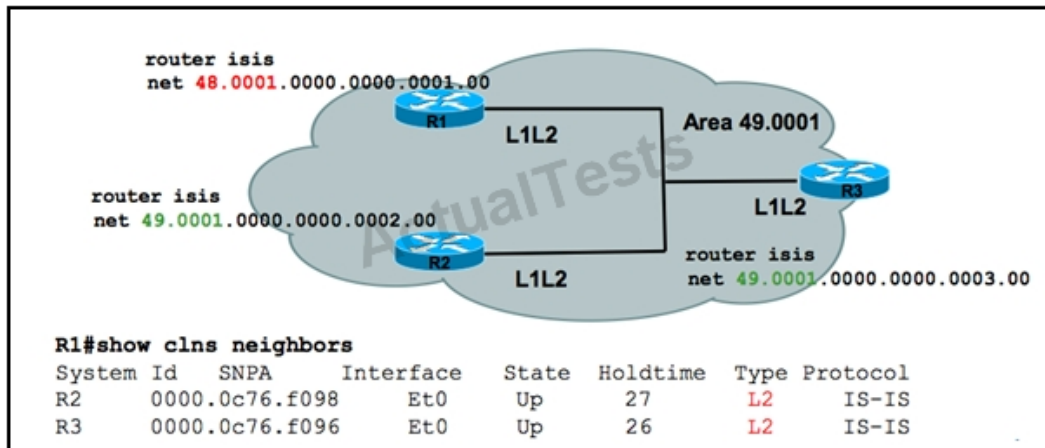 router isis
net 48.0001.0000.0000.0001.00
R1
L1L2
Area 49.0001
ActualTests
R3
L1L2
router isis
net 49.0001.0000.0000.0002.00
R2
L1L2
router isis
net 49.0001.0000.0000.0003.00
R1#show clns neighbors
System Id SNPA Interface State Holdtime Type Protocol
R2 0000.0c76.f098 Et0 Up 27 L2 IS-IS
R3 0000.0c76.f096 Et0 Up 26 L2 IS-IS